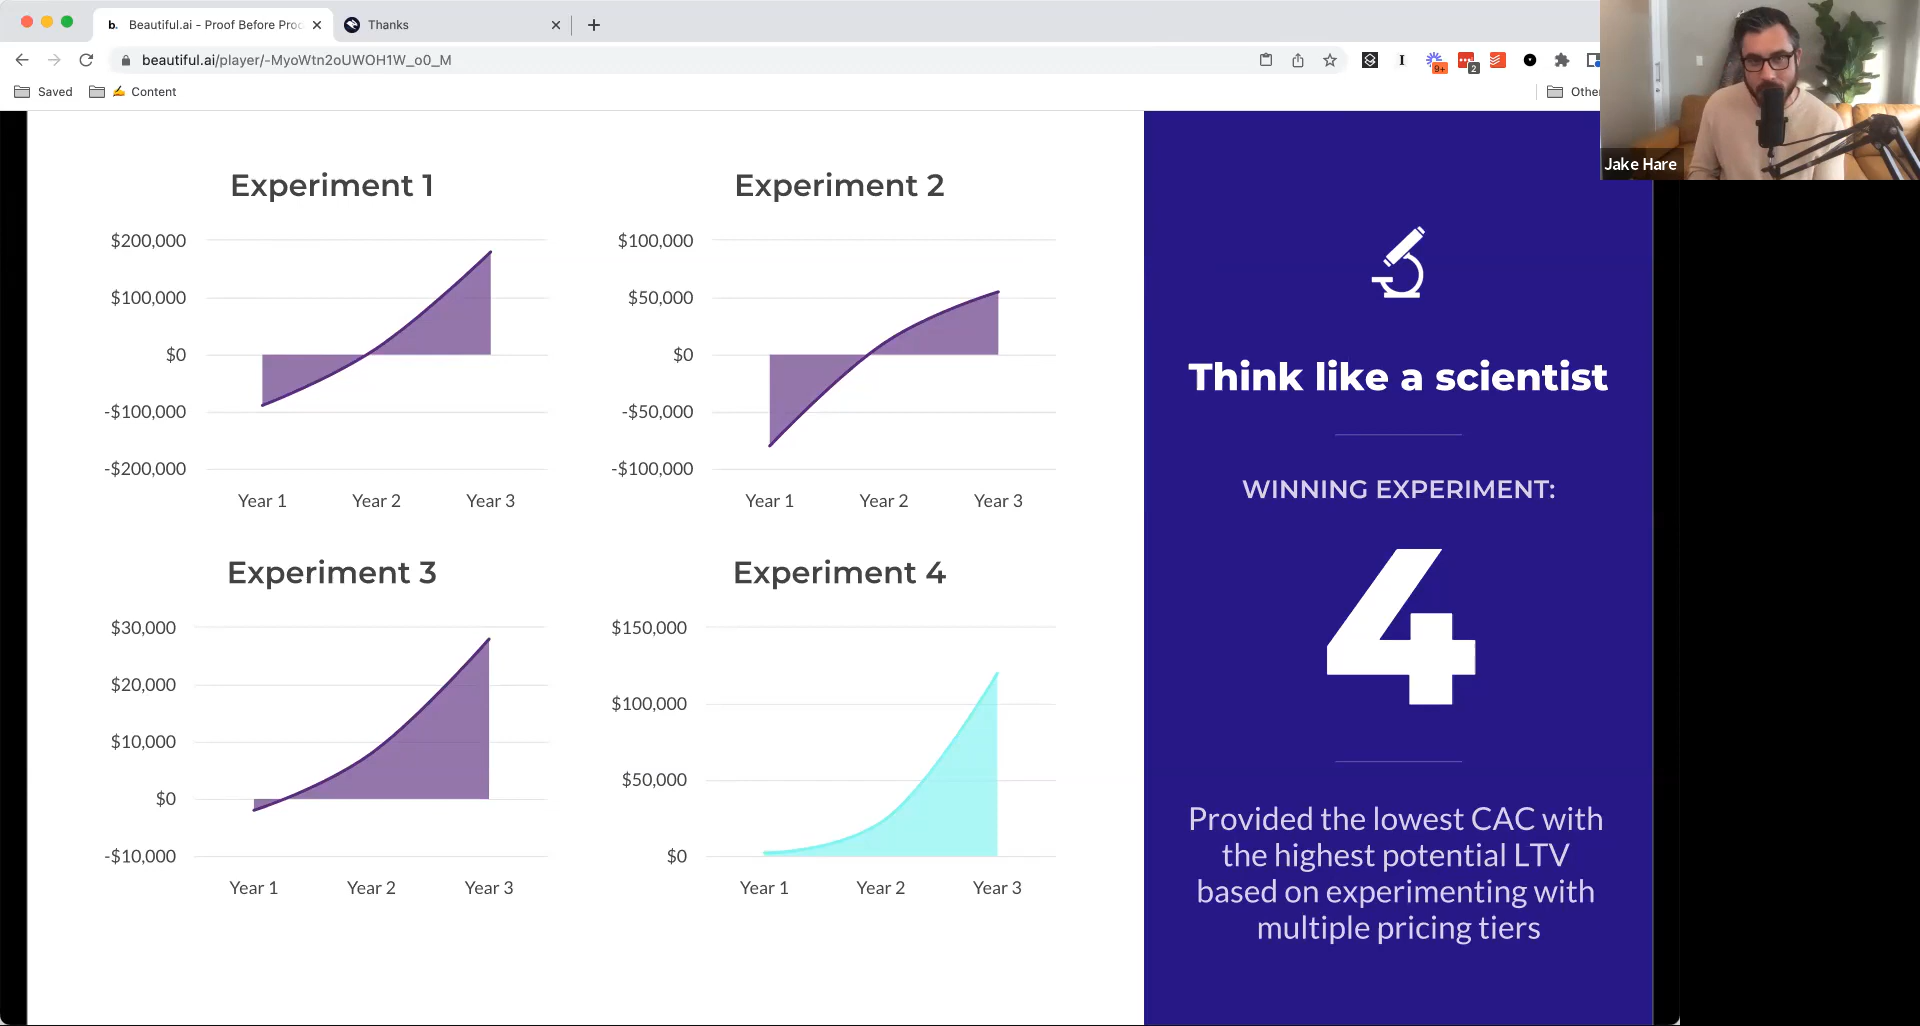 Beautiful.ai - Proof Before Proc
Thanks
beautiful.ai/player/-MyoWtn2oUWOH1W_o0_M
9+
2
Saved
✍ Content
Other
Jake Hare
Experiment 1
$200,000
$100,000
$0
-$100,000
-$200,000
Year 1 Year 2 Year 3
Experiment 2
$100,000
$50,000
$0
-$50,000
-$100,000
Year 1 Year 2 Year 3
Experiment 3
$30,000
$20,000
$10,000
$0
-$10,000
Year 1 Year 2 Year 3
Experiment 4
$150,000
$100,000
$50,000
$0
Year 1 Year 2 Year 3
Think like a scientist
WINNING EXPERIMENT:
4
Provided the lowest CAC with
the highest potential LTV
based on experimenting with
multiple pricing tiers